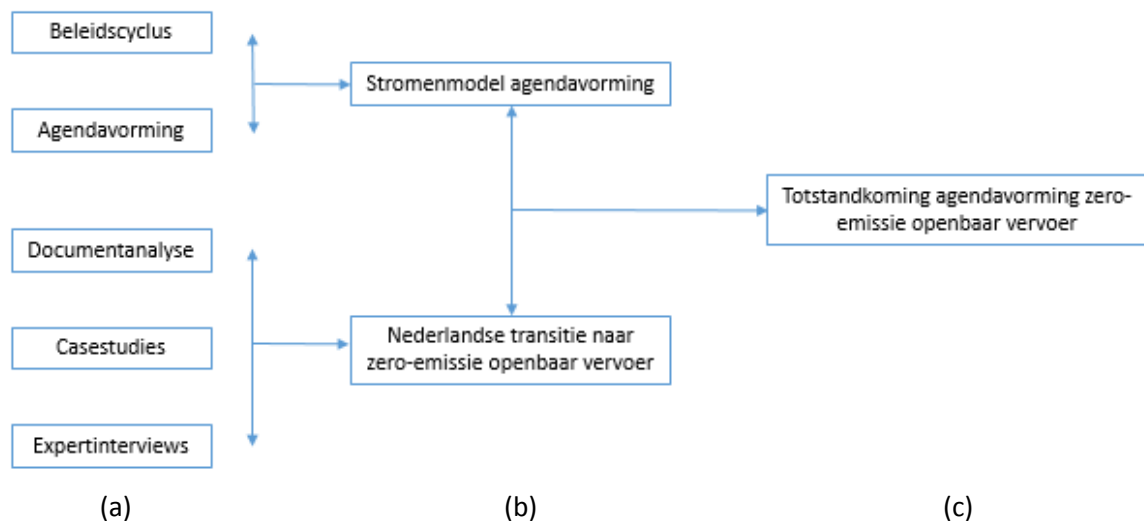 Beleidscyclus
Agendavorming
Documentanalyse
Casestudies
Expertinterviews
(a)
Stromenmodel agendavorming
Nederlandse transitie naar
zero-emissie openbaar vervoer
(b)
Totstandkoming agendavorming zero-
emissie openbaar vervoer
(c)